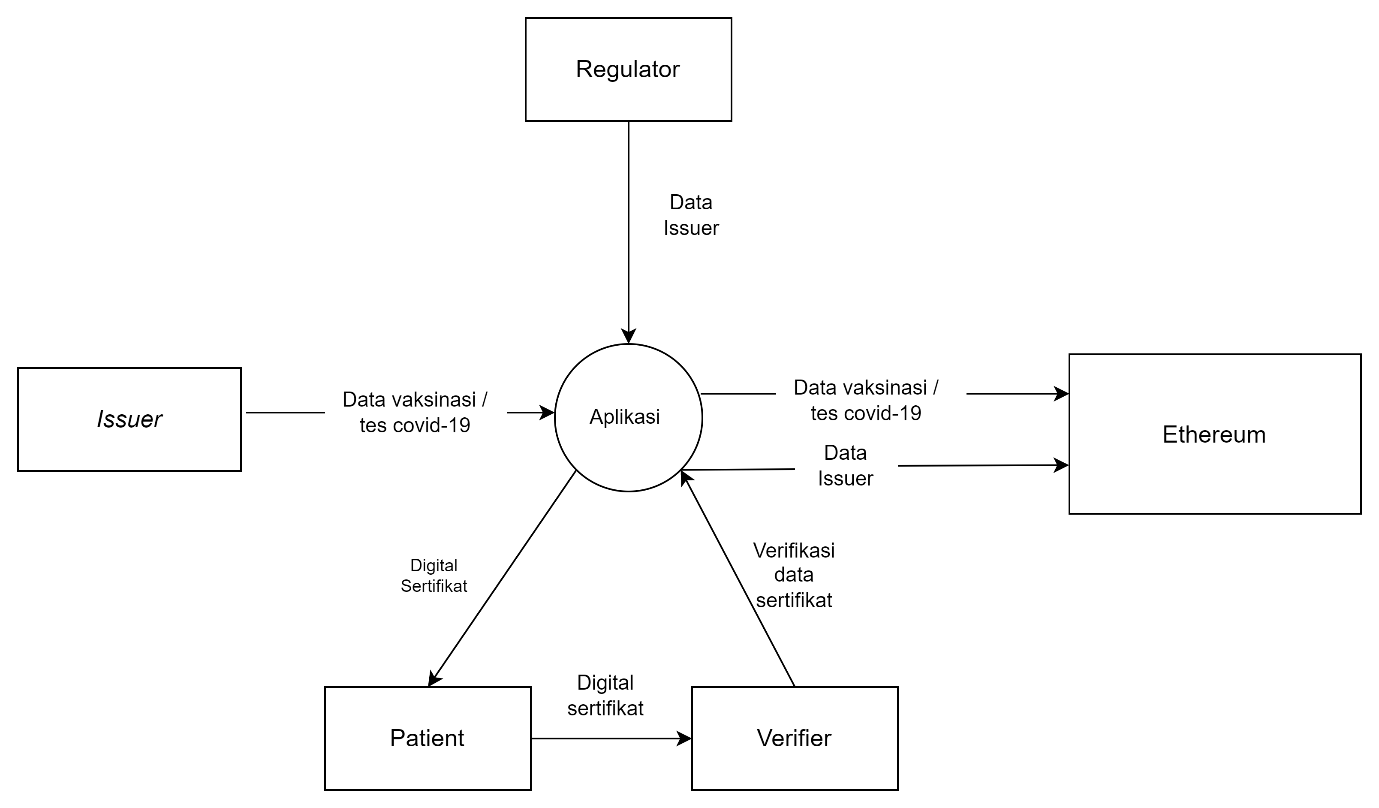 Regulator
Data
Issuer
Issuer
Data vaksinasi /
tes covid-19
Aplikasi
Data vaksinasi /
tes covid-19
Data
Issuer
Ethereum
Digital
Sertifikat
Verifikasi
data
sertifikat
Patient
Digital
sertifikat
Verifier